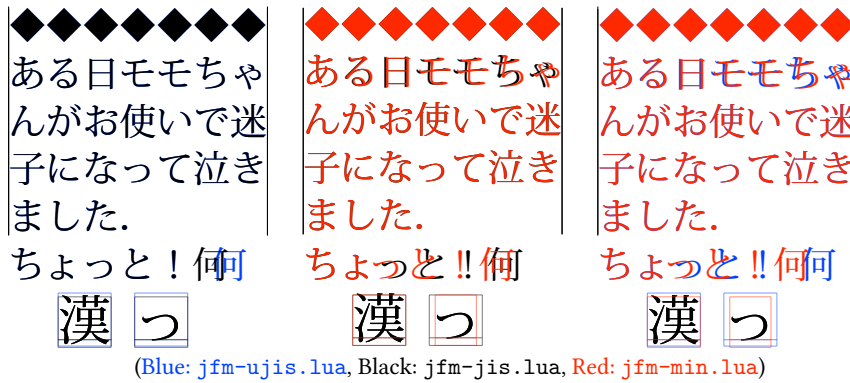 ◆◆◆◆◆◆◆
ある日モモちゃ
んがお使いで迷
子になって泣き
ました.
ちょっと！何
漢 っ
◆◆◆◆◆◆◆
ある日モモちゃ
んがお使いで迷
子になって泣き
ました.
ちょっと!!何
漢 っ
◆◆◆◆◆◆◆
ある日モモちゃ
んがお使いで迷
子になって泣き
ました.
ちょっと!!何
漢 っ
(Blue: jfm-ujis.lua, Black: jfm-jis.lua, Red: jfm-min.lua)